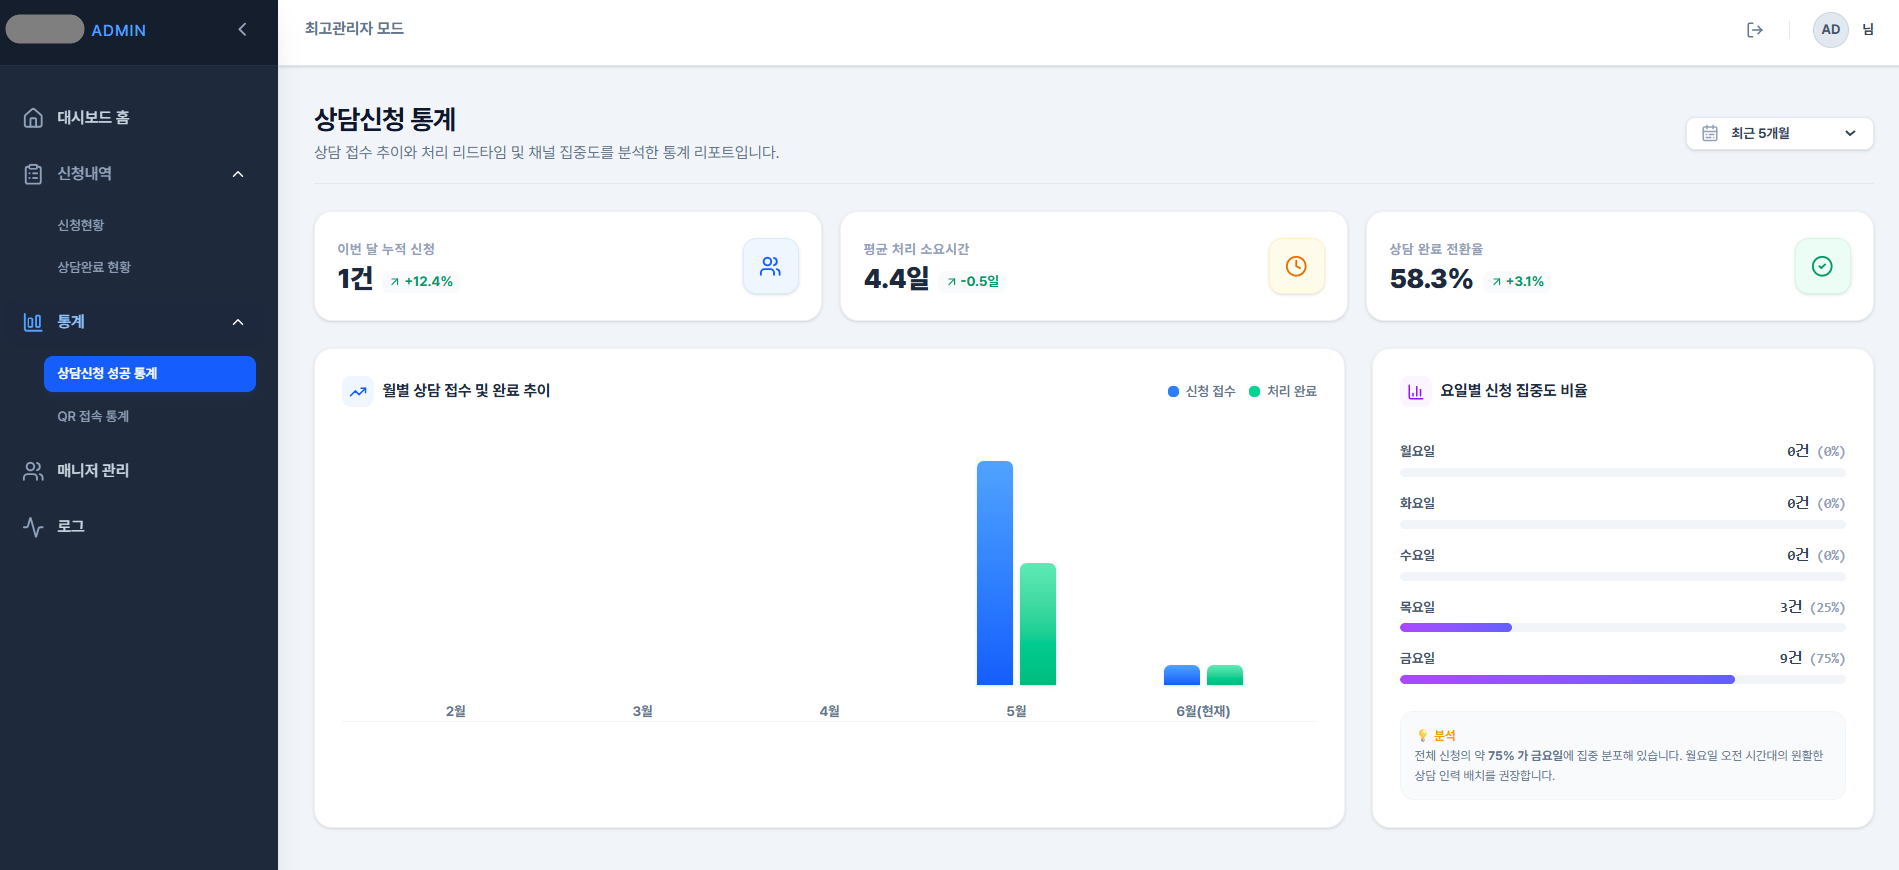 ADMIN
최고관리자 모드
AD
님
대시보드 홈
신청내역
신청현황
상담완료 현황
통계
상담신청 성공 통계
QR 접속 통계
매니저 관리
로그
상담신청 통계
상담 접수 추이와 처리 리드타임 및 채널 집중도를 분석한 통계 리포트입니다.
최근 5개월
이번 달 누적 신청
1건 +12.4%
평균 처리 소요시간
4.4일 -0.5일
상담 완료 전환율
58.3% +3.1%
월별 상담 접수 및 완료 추이
신청 접수
처리 완료
2월
3월
4월
5월
6월(현재)
요일별 신청 집중도 비율
월요일 0건 (0%)
화요일 0건 (0%)
수요일 0건 (0%)
목요일 3건 (25%)
금요일 9건 (75%)
💡 분석
전체 신청의 약 75% 가 금요일에 집중 분포해 있습니다. 월요일 오전 시간대의 원활한
상담 인력 배치를 권장합니다.